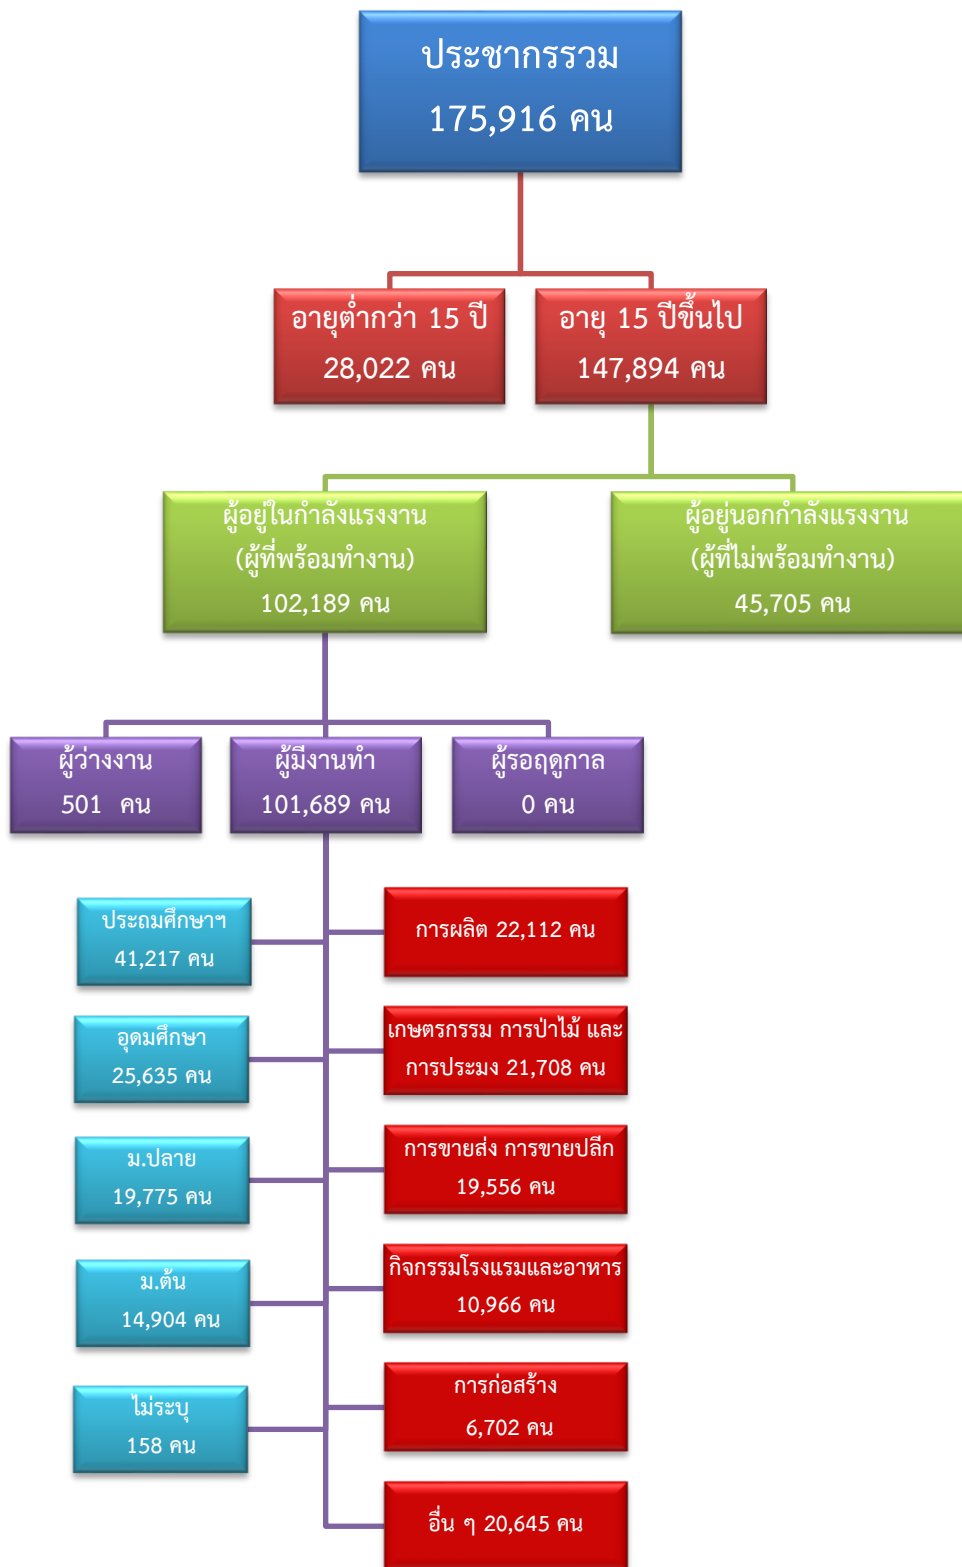 ประชากรรวม
175,916 คน
อายุต่ำกว่า 15 ปี
28,022 คน
อายุ 15 ปีขึ้นไป
147,894 คน
ผู้อยู่ในกำลังแรงงาน
(ผู้ที่พร้อมทำงาน)
102,189 คน
ผู้อยู่นอกกำลังแรงงาน
(ผู้ที่ไม่พร้อมทำงาน)
45,705 คน
ผู้ว่างงาน
501 คน
ผู้มีงานทำ
101,689 คน
ผู้รอฤดูกาล
0 คน
ประถมศึกษาฯ
41,217 คน
อุดมศึกษา
25,635 คน
ม.ปลาย
19,775 คน
ม.ต้น
14,904 คน
ไม่ระบุ
158 คน
การผลิต 22,112 คน
เกษตรกรรม การป่าไม้ และ
การประมง 21,708 คน
การขายส่ง การขายปลีก
19,556 คน
กิจกรรมโรงแรมและอาหาร
10,966 คน
การก่อสร้าง
6,702 คน
อื่น ๆ 20,645 คน